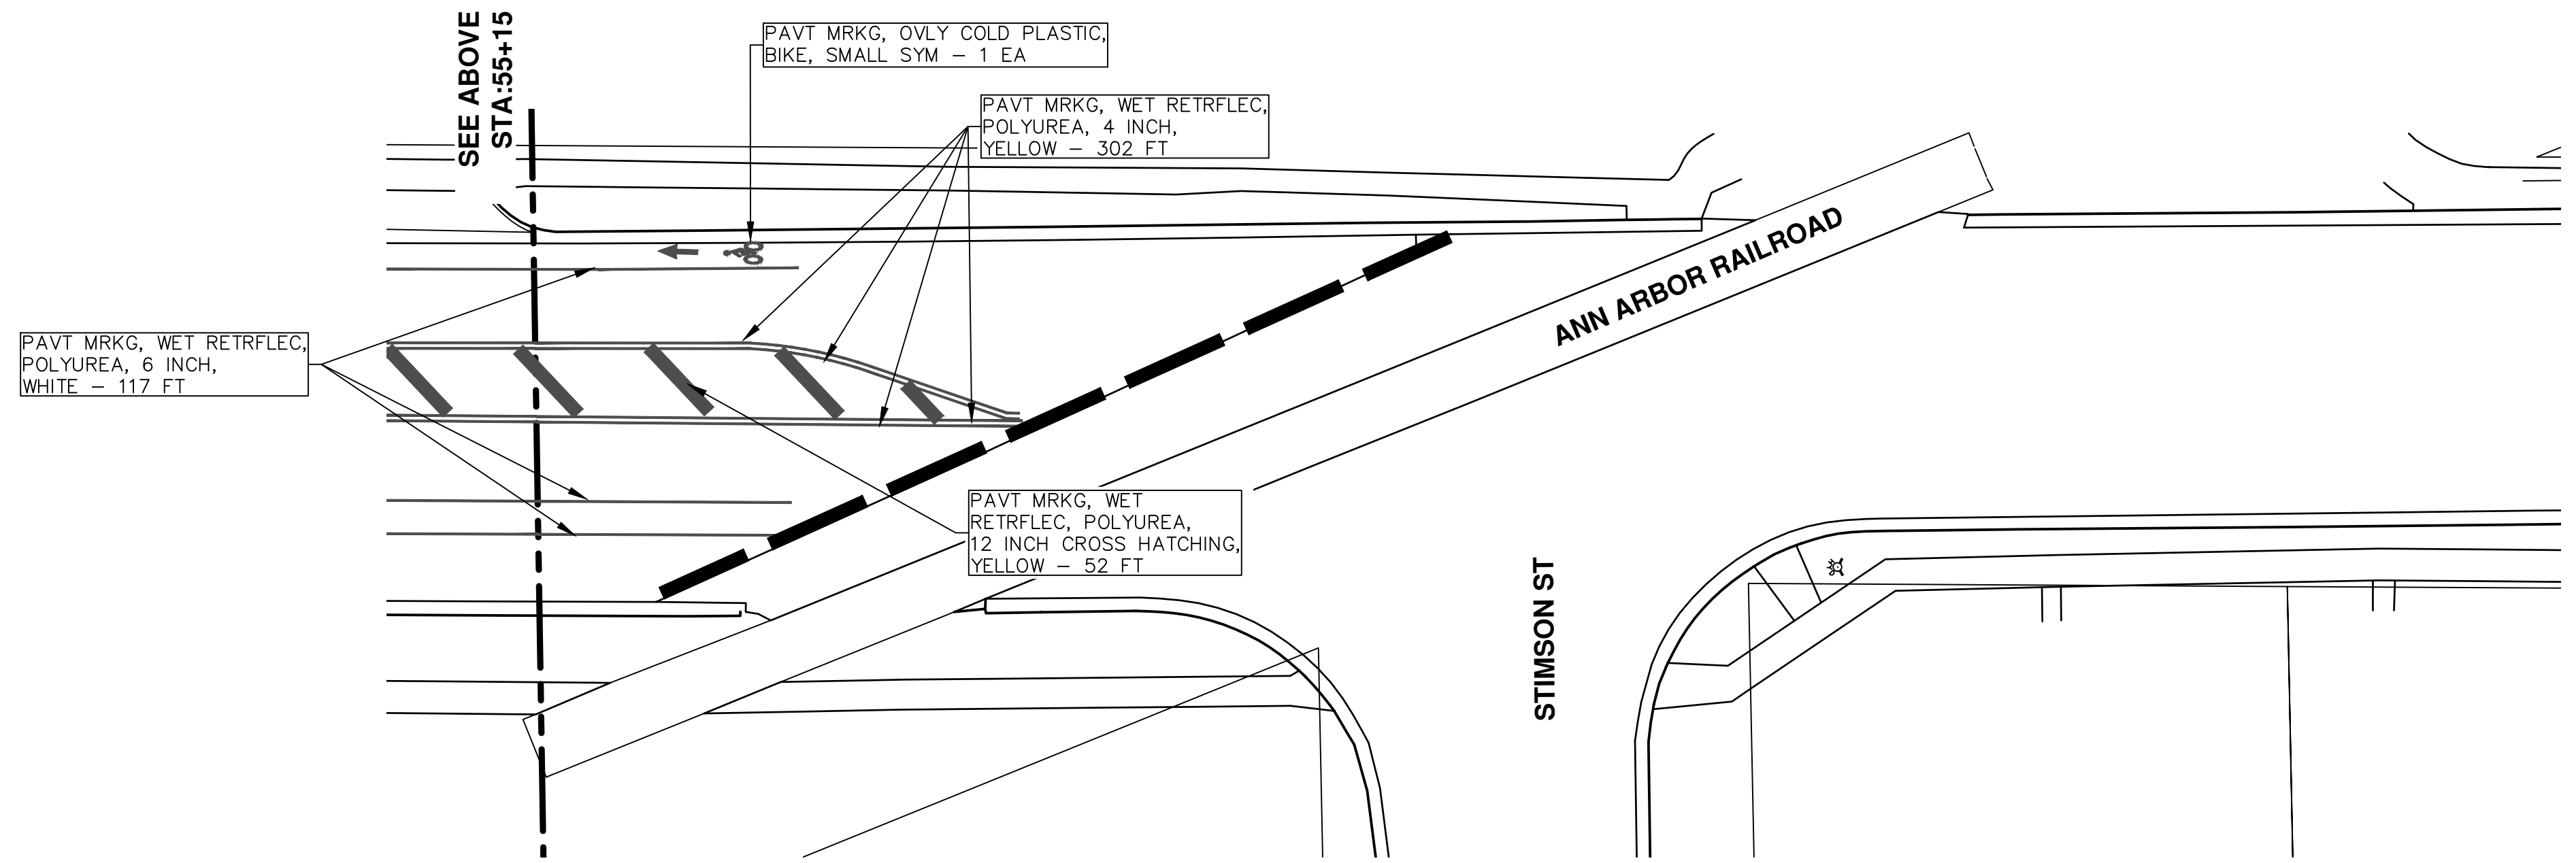 SEE ABOVE
STA:55+15
PAVT MRKG, OVLY COLD PLASTIC,
BIKE, SMALL SYM – 1 EA
PAVT MRKG, WET RETRFLEC,
POLYUREA, 4 INCH,
YELLOW – 302 FT
ANN ARBOR RAILROAD
PAVT MRKG, WET RETRFLEC,
POLYUREA, 6 INCH,
WHITE – 117 FT
PAVT MRKG, WET
RETRFLEC, POLYUREA,
12 INCH CROSS HATCHING,
YELLOW – 52 FT
STIMSON ST